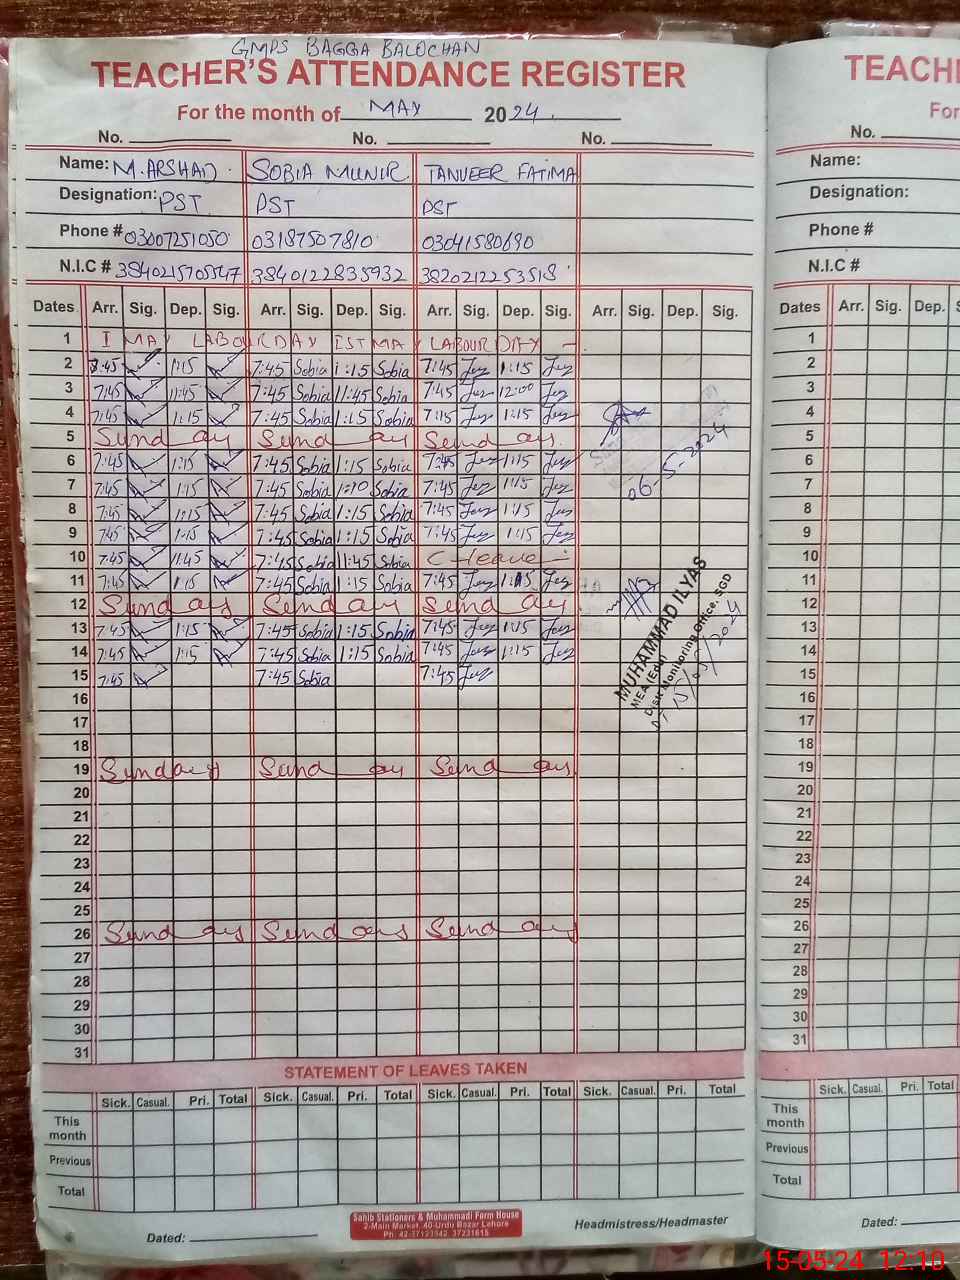 GMPS BAGGA BALOCHAN
TEACHER'S ATTENDANCE REGISTER
For the month of MAY 2024
No. No. No.
Name: M. ARSHAD SOBIA MUNIR TANVEER FATIMA
Designation: PST PST PST
Phone # 03007251050 03187507810 03041580690
N.I.C # 3840215705547 3840122835932 3820212253518
Dates Arr. Sig. Dep. Sig. Arr. Sig. Dep. Sig. Arr. Sig. Dep. Sig. Arr. Sig. Dep. Sig.
1 I MAY LABOUR DAY IST MAY LABOUR DAY
2 7:45 1:15 7:45 Sobia 1:15 Sobia 7:45 1:15
3 7:45 11:45 7:45 Sobia 11:45 Sobia 7:45 12:00
4 7:45 1:15 7:45 Sobia 1:15 Sobia 7:15 1:15
5 Sunday Sunday Sunday
6 7:45 1:15 7:45 Sobia 1:15 Sobia 7:45 1:15
06-5-2024
7 7:45 1:15 7:45 Sobia 1:10 Sobia 7:45 1:15
8 7:45 1:15 7:45 Sobia 1:15 Sobia 7:45 1:15
9 7:45 1:15 7:45 Sobia 1:15 Sobia 7:45 1:15
10 7:45 11:45 7:45 Sobia 11:45 Sobia C-leave
11 7:45 1:15 7:45 Sobia 1:15 Sobia 7:45 1:15
12 Sunday Sunday Sunday
13 7:45 1:15 7:45 Sobia 1:15 Sobia 7:45 1:15
14 7:45 1:15 7:45 Sobia 1:15 Sobia 7:45 1:15
15 7:45 7:45 Sobia 7:45
MUHAMMAD ILYAS
MEA (Edu)
Distt Monitoring Office, SGD
15/05/2024
16
17
18
19 Sunday Sunday Sunday
20
21
22
23
24
25
26 Sunday Sunday Sunday
27
28
29
30
31
STATEMENT OF LEAVES TAKEN
Sick. Casual. Pri. Total Sick. Casual. Pri. Total Sick. Casual. Pri. Total Sick. Casual. Pri. Total
This month
Previous
Total
Dated:
Sahib Stationers & Muhammadi Form House
2-Main Market, 40-Urdu Bazar Lahore
Ph: 42-37123342, 37231615
Headmistress/Headmaster
TEACH
For
No.
Name:
Designation:
Phone #
N.I.C #
Dates Arr. Sig. Dep.
1
2
3
4
5
6
7
8
9
10
11
12
13
14
15
16
17
18
19
20
21
22
23
24
25
26
27
28
29
30
31
Sick. Casual. Pri. Total
This month
Previous
Total
Dated:
15-05-24 12:10